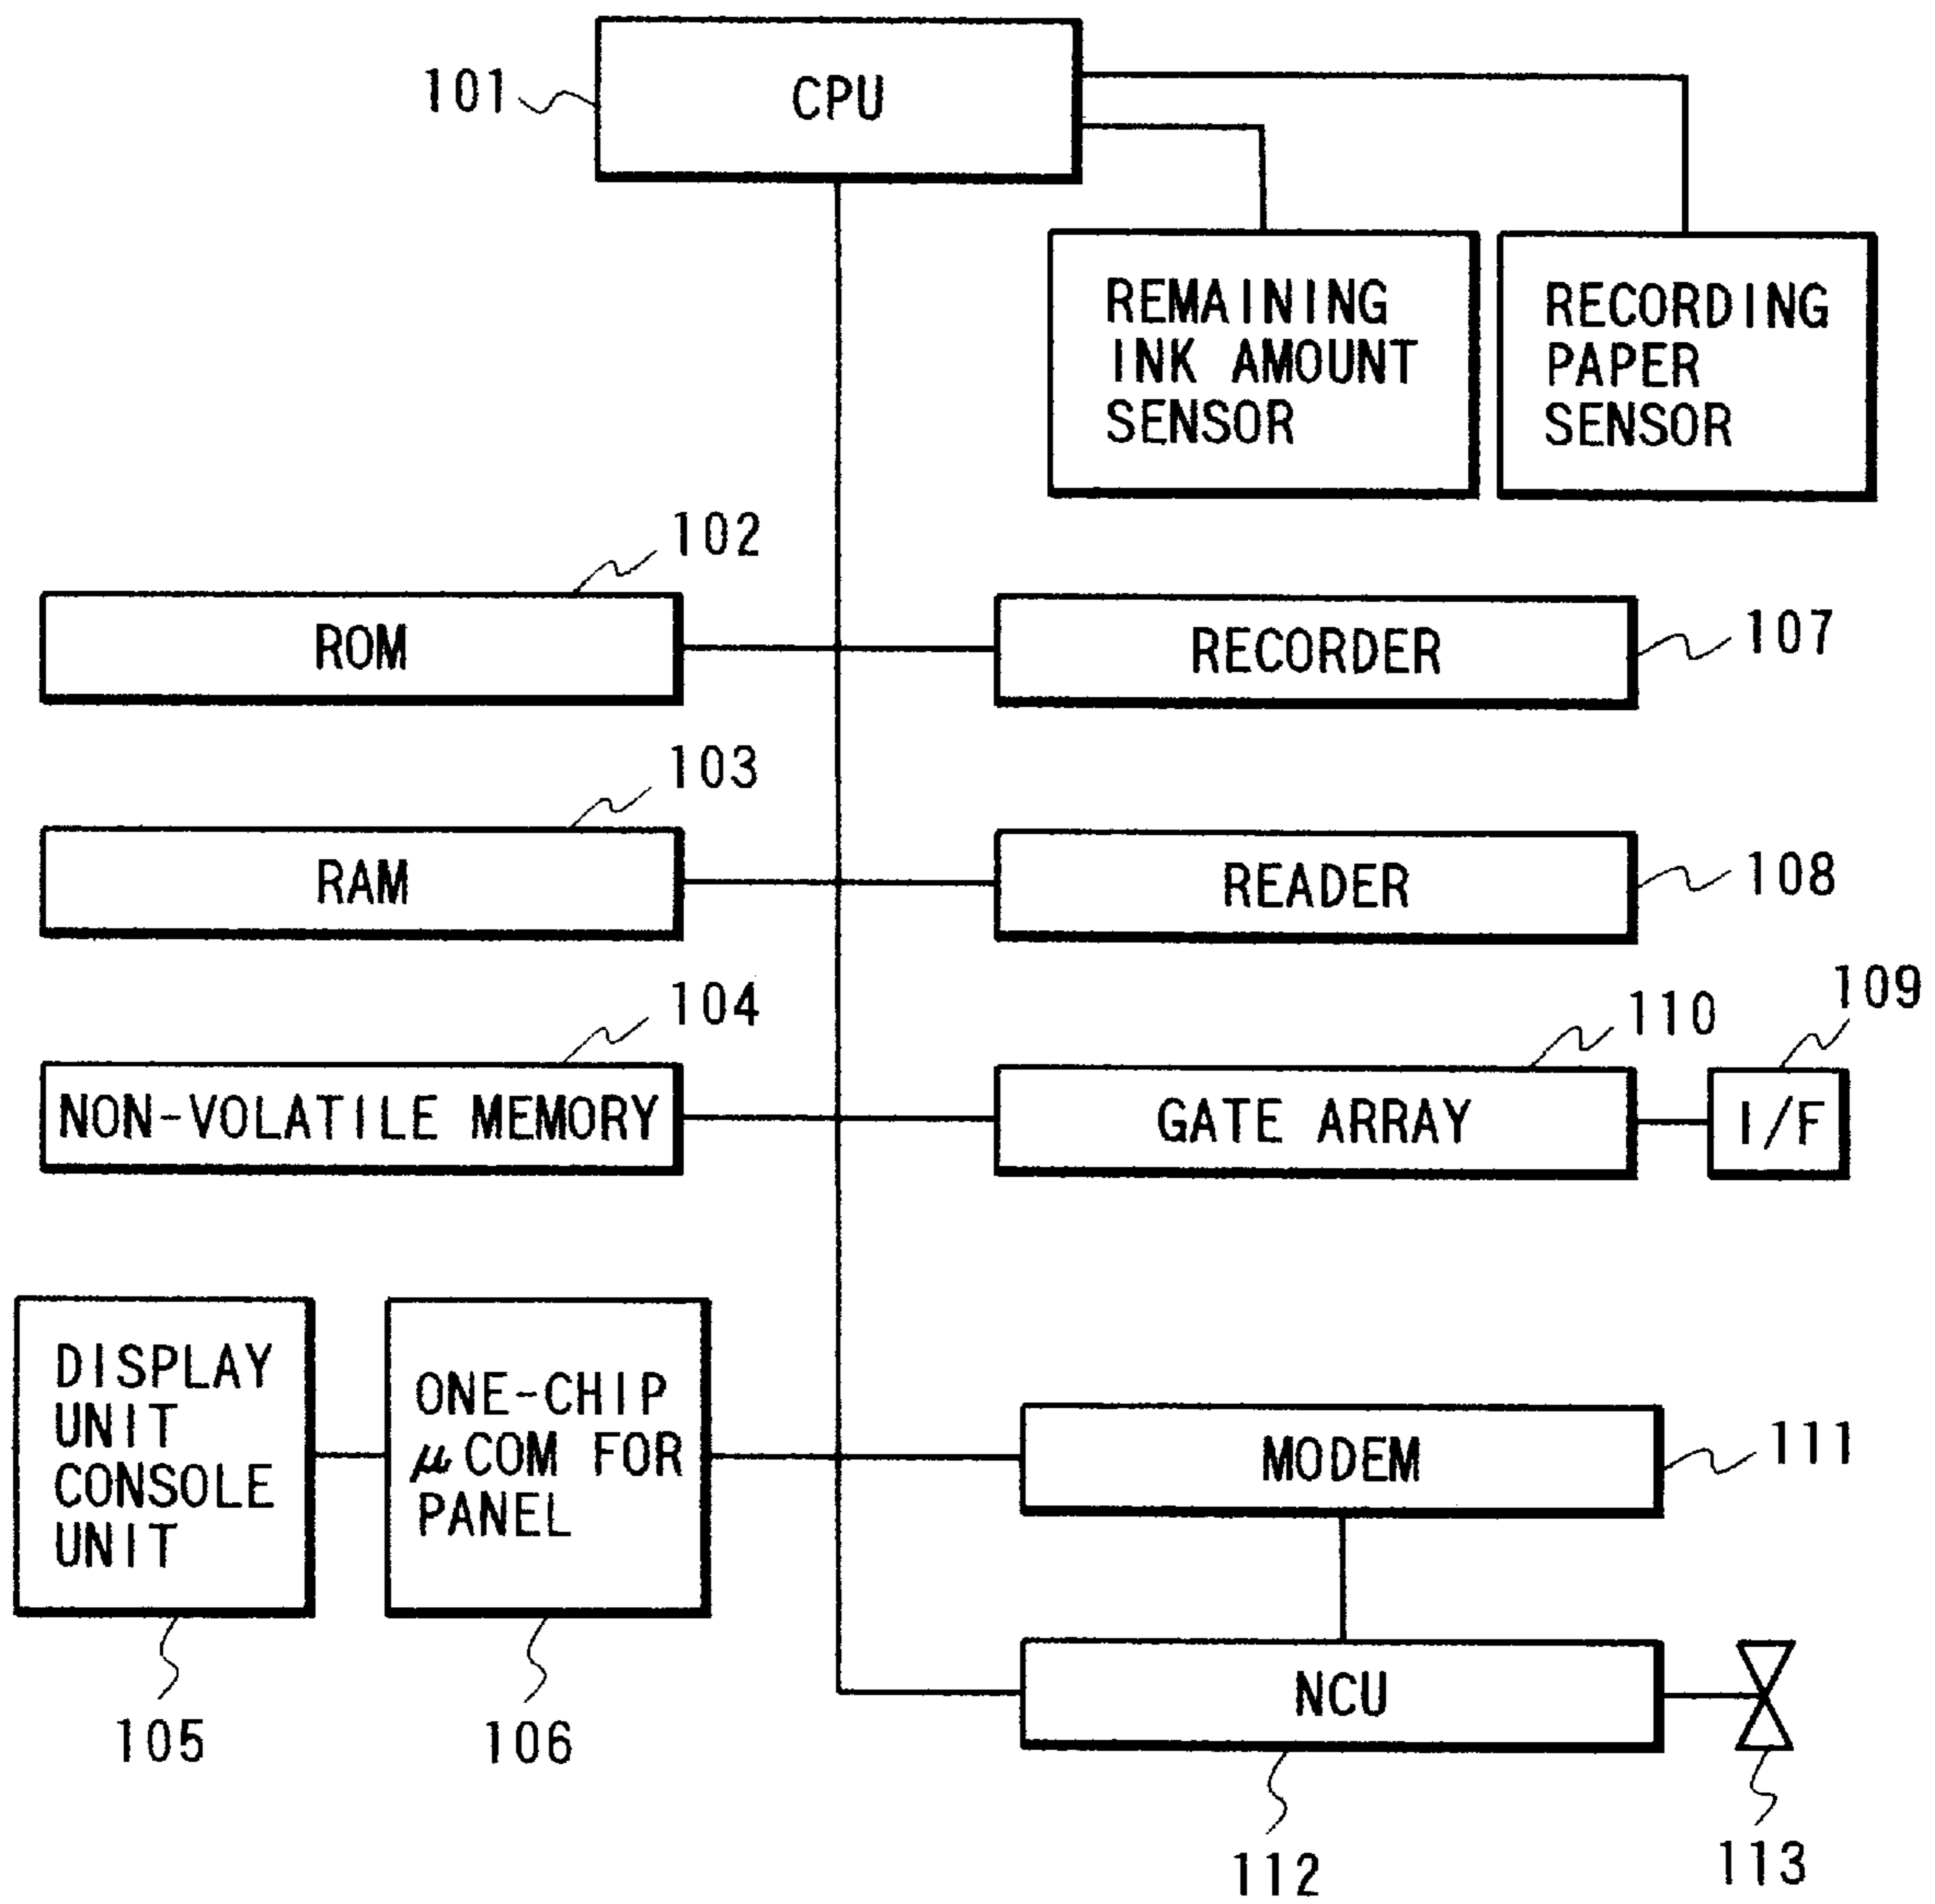 101
CPU
REMAINING
INK AMOUNT
SENSOR
RECORDING
PAPER
SENSOR
102
ROM
RECORDER
107
103
RAM
READER
108
104
NON-VOLATILE MEMORY
110
GATE ARRAY
109
I/F
DISPLAY
UNIT
CONSOLE
UNIT
ONE-CHIP
μCOM FOR
PANEL
MODEM
111
105
106
NCU
112
113